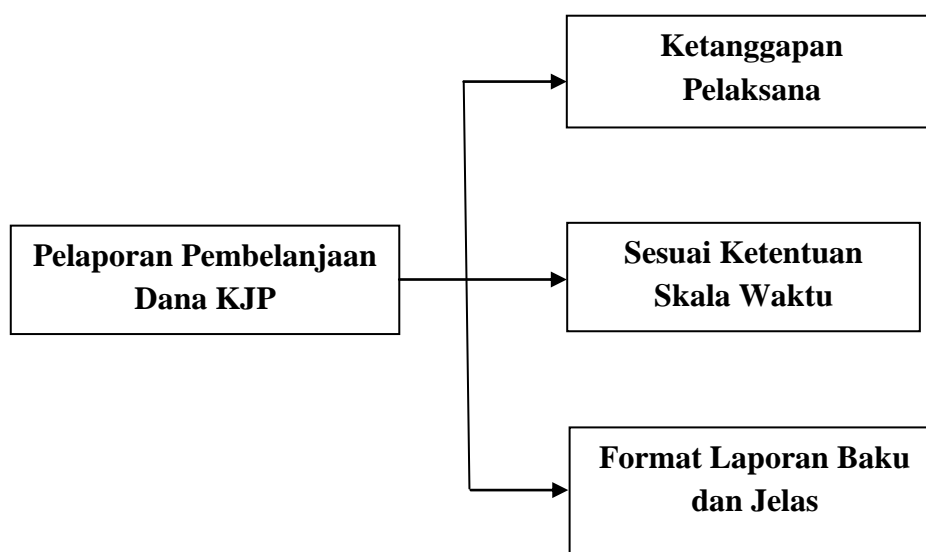 Ketanggapan
Pelaksana
Pelaporan Pembelanjaan
Dana KJP
Sesuai Ketentuan
Skala Waktu
Format Laporan Baku
dan Jelas